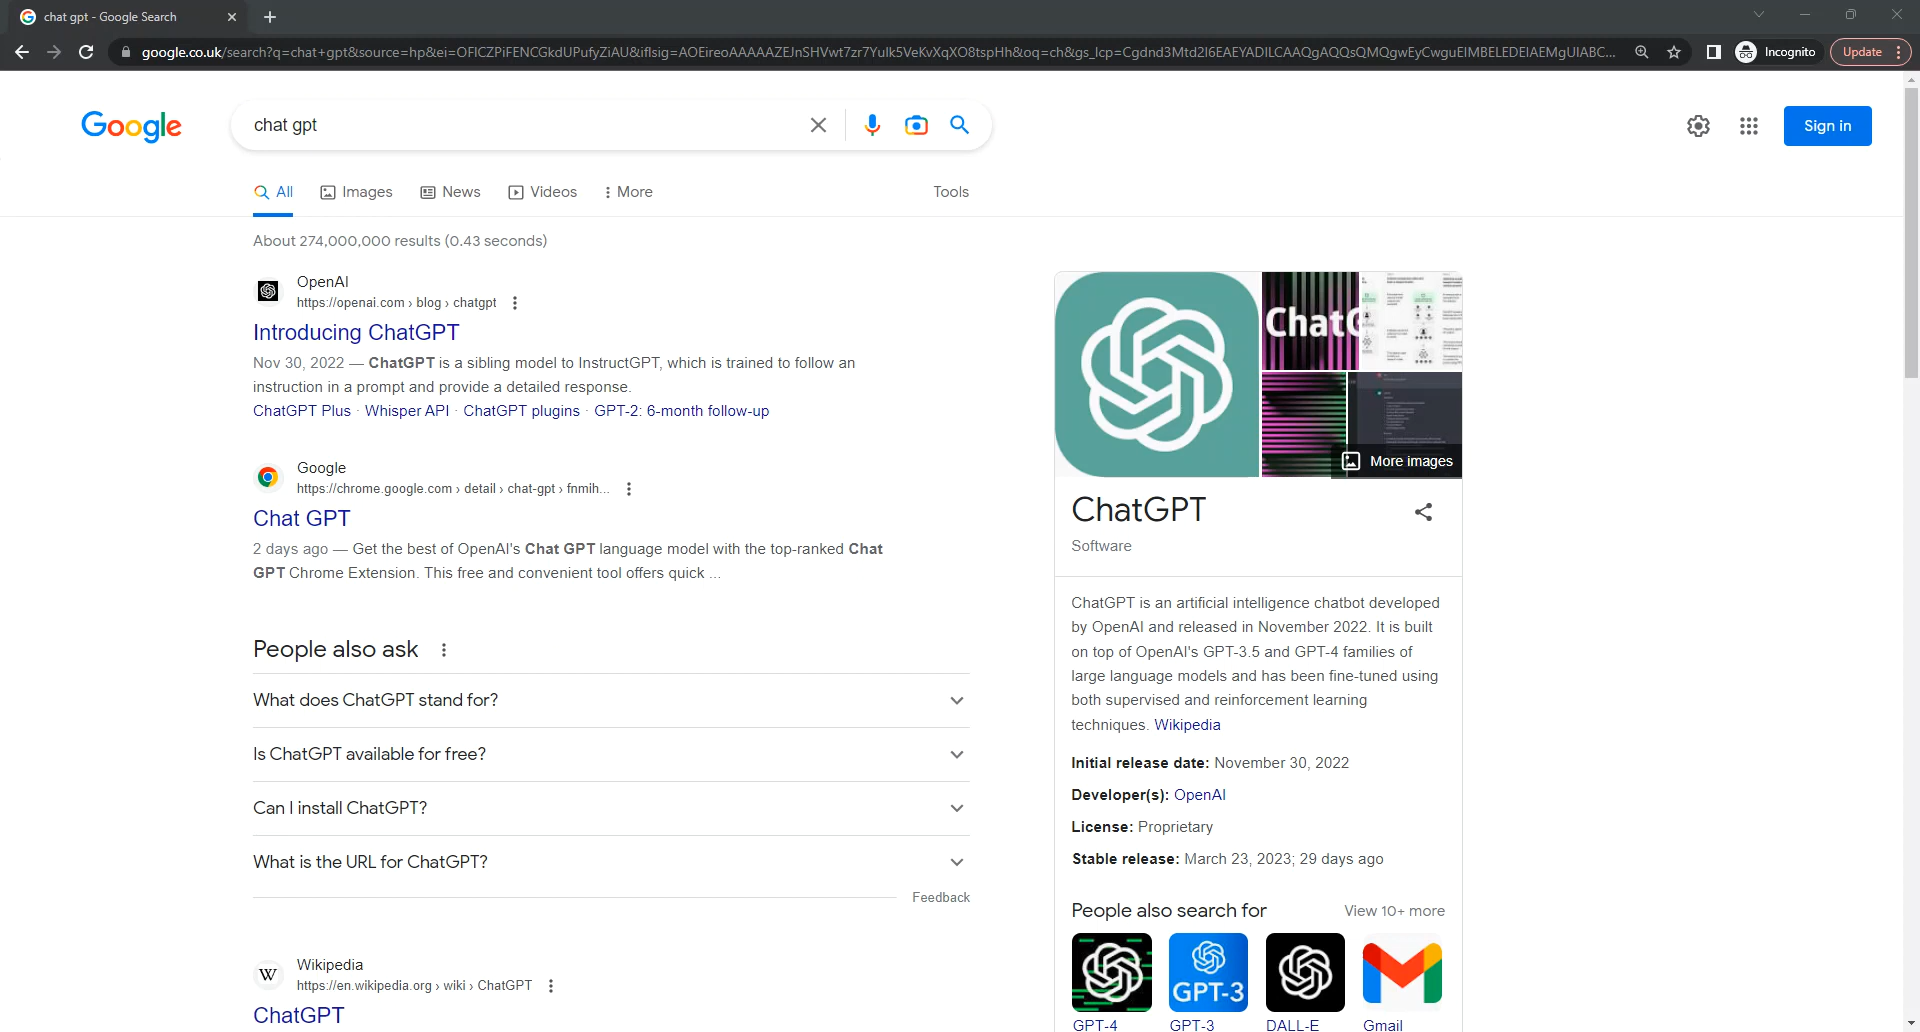 chat gpt - Google Search
google.co.uk/search?q=chat+gpt&source=hp&ei=OFlCZPiFENCGkdUPufyZiAU&iflsig=AOEireoAAAAAZEJnSHVwt7zr7Yulk5VeKvXqXO8tspHh&oq=ch&gs_lcp=Cgdnd3Mtd2l6EAEYADILCAAQgAQQsQMQgwEyCwguEIMBELEDEIAEMgUIABC...
Incognito
Update
Google
chat gpt
Sign in
All
Images
News
Videos
More
Tools
About 274,000,000 results (0.43 seconds)
OpenAI
https://openai.com › blog › chatgpt
Introducing ChatGPT
Nov 30, 2022 — ChatGPT is a sibling model to InstructGPT, which is trained to follow an
instruction in a prompt and provide a detailed response.
ChatGPT Plus · Whisper API · ChatGPT plugins · GPT-2: 6-month follow-up
Google
https://chrome.google.com › detail › chat-gpt › fnmih...
Chat GPT
2 days ago — Get the best of OpenAI's Chat GPT language model with the top-ranked Chat
GPT Chrome Extension. This free and convenient tool offers quick ...
People also ask
What does ChatGPT stand for?
Is ChatGPT available for free?
Can I install ChatGPT?
What is the URL for ChatGPT?
Feedback
W
Wikipedia
https://en.wikipedia.org › wiki › ChatGPT
ChatGPT
ChatG
More images
ChatGPT
Software
ChatGPT is an artificial intelligence chatbot developed
by OpenAI and released in November 2022. It is built
on top of OpenAI's GPT-3.5 and GPT-4 families of
large language models and has been fine-tuned using
both supervised and reinforcement learning
techniques. Wikipedia
Initial release date: November 30, 2022
Developer(s): OpenAI
License: Proprietary
Stable release: March 23, 2023; 29 days ago
People also search for
View 10+ more
GPT-3
GPT-4
GPT-3
DALL-E
Gmail